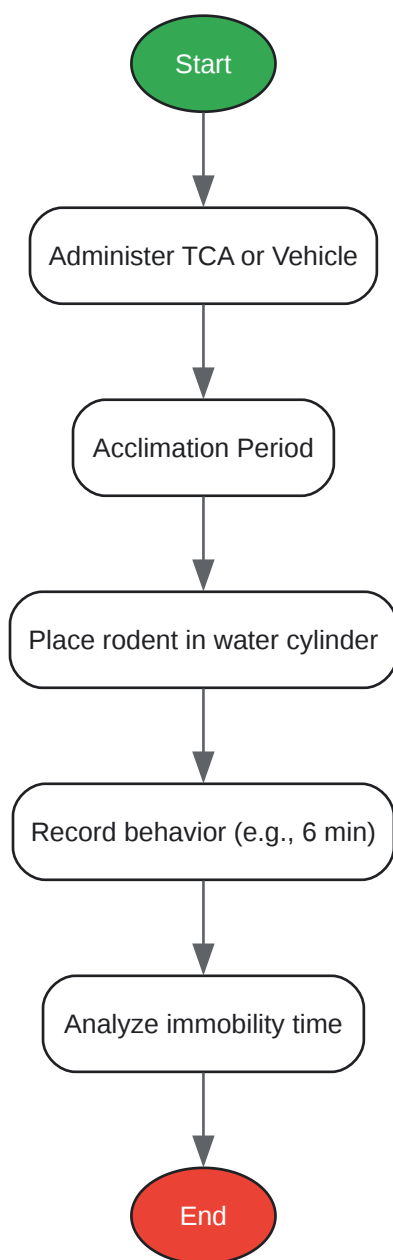 Start
Administer TCA or Vehicle
Acclimation Period
Place rodent in water cylinder
Record behavior (e.g., 6 min)
Analyze immobility time
End